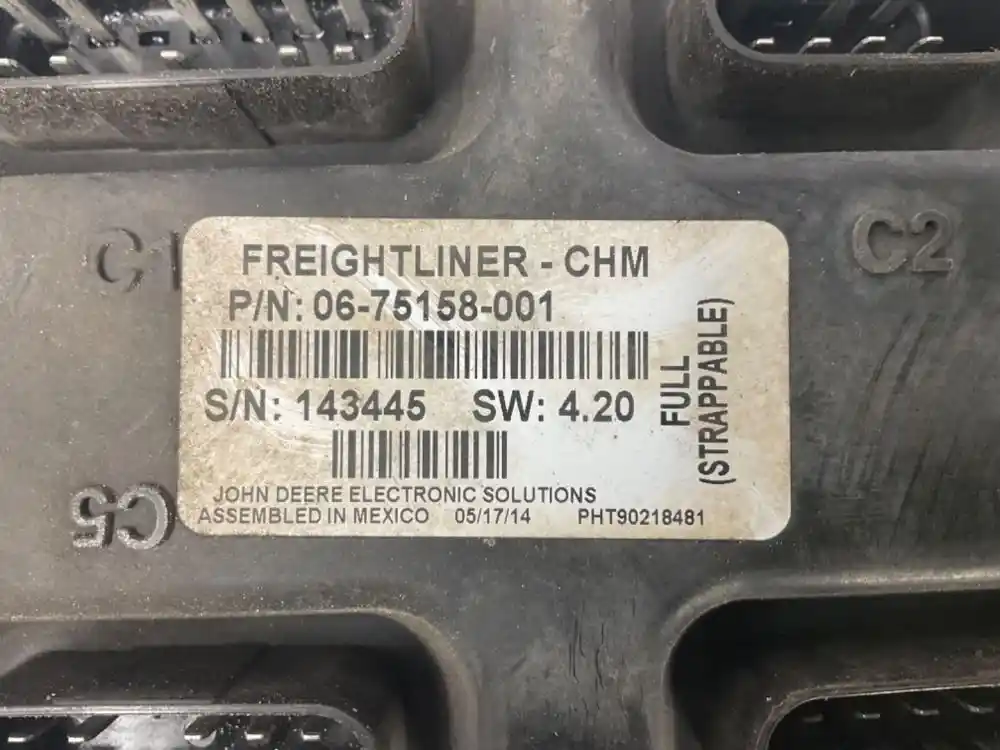 C1
C2
FREIGHTLINER - CHM
P/N: 06-75158-001
S/N: 143445 SW: 4.20
FULL
(STRAPPABLE)
JOHN DEERE ELECTRONIC SOLUTIONS
ASSEMBLED IN MEXICO 05/17/14 PHT90218481
C5